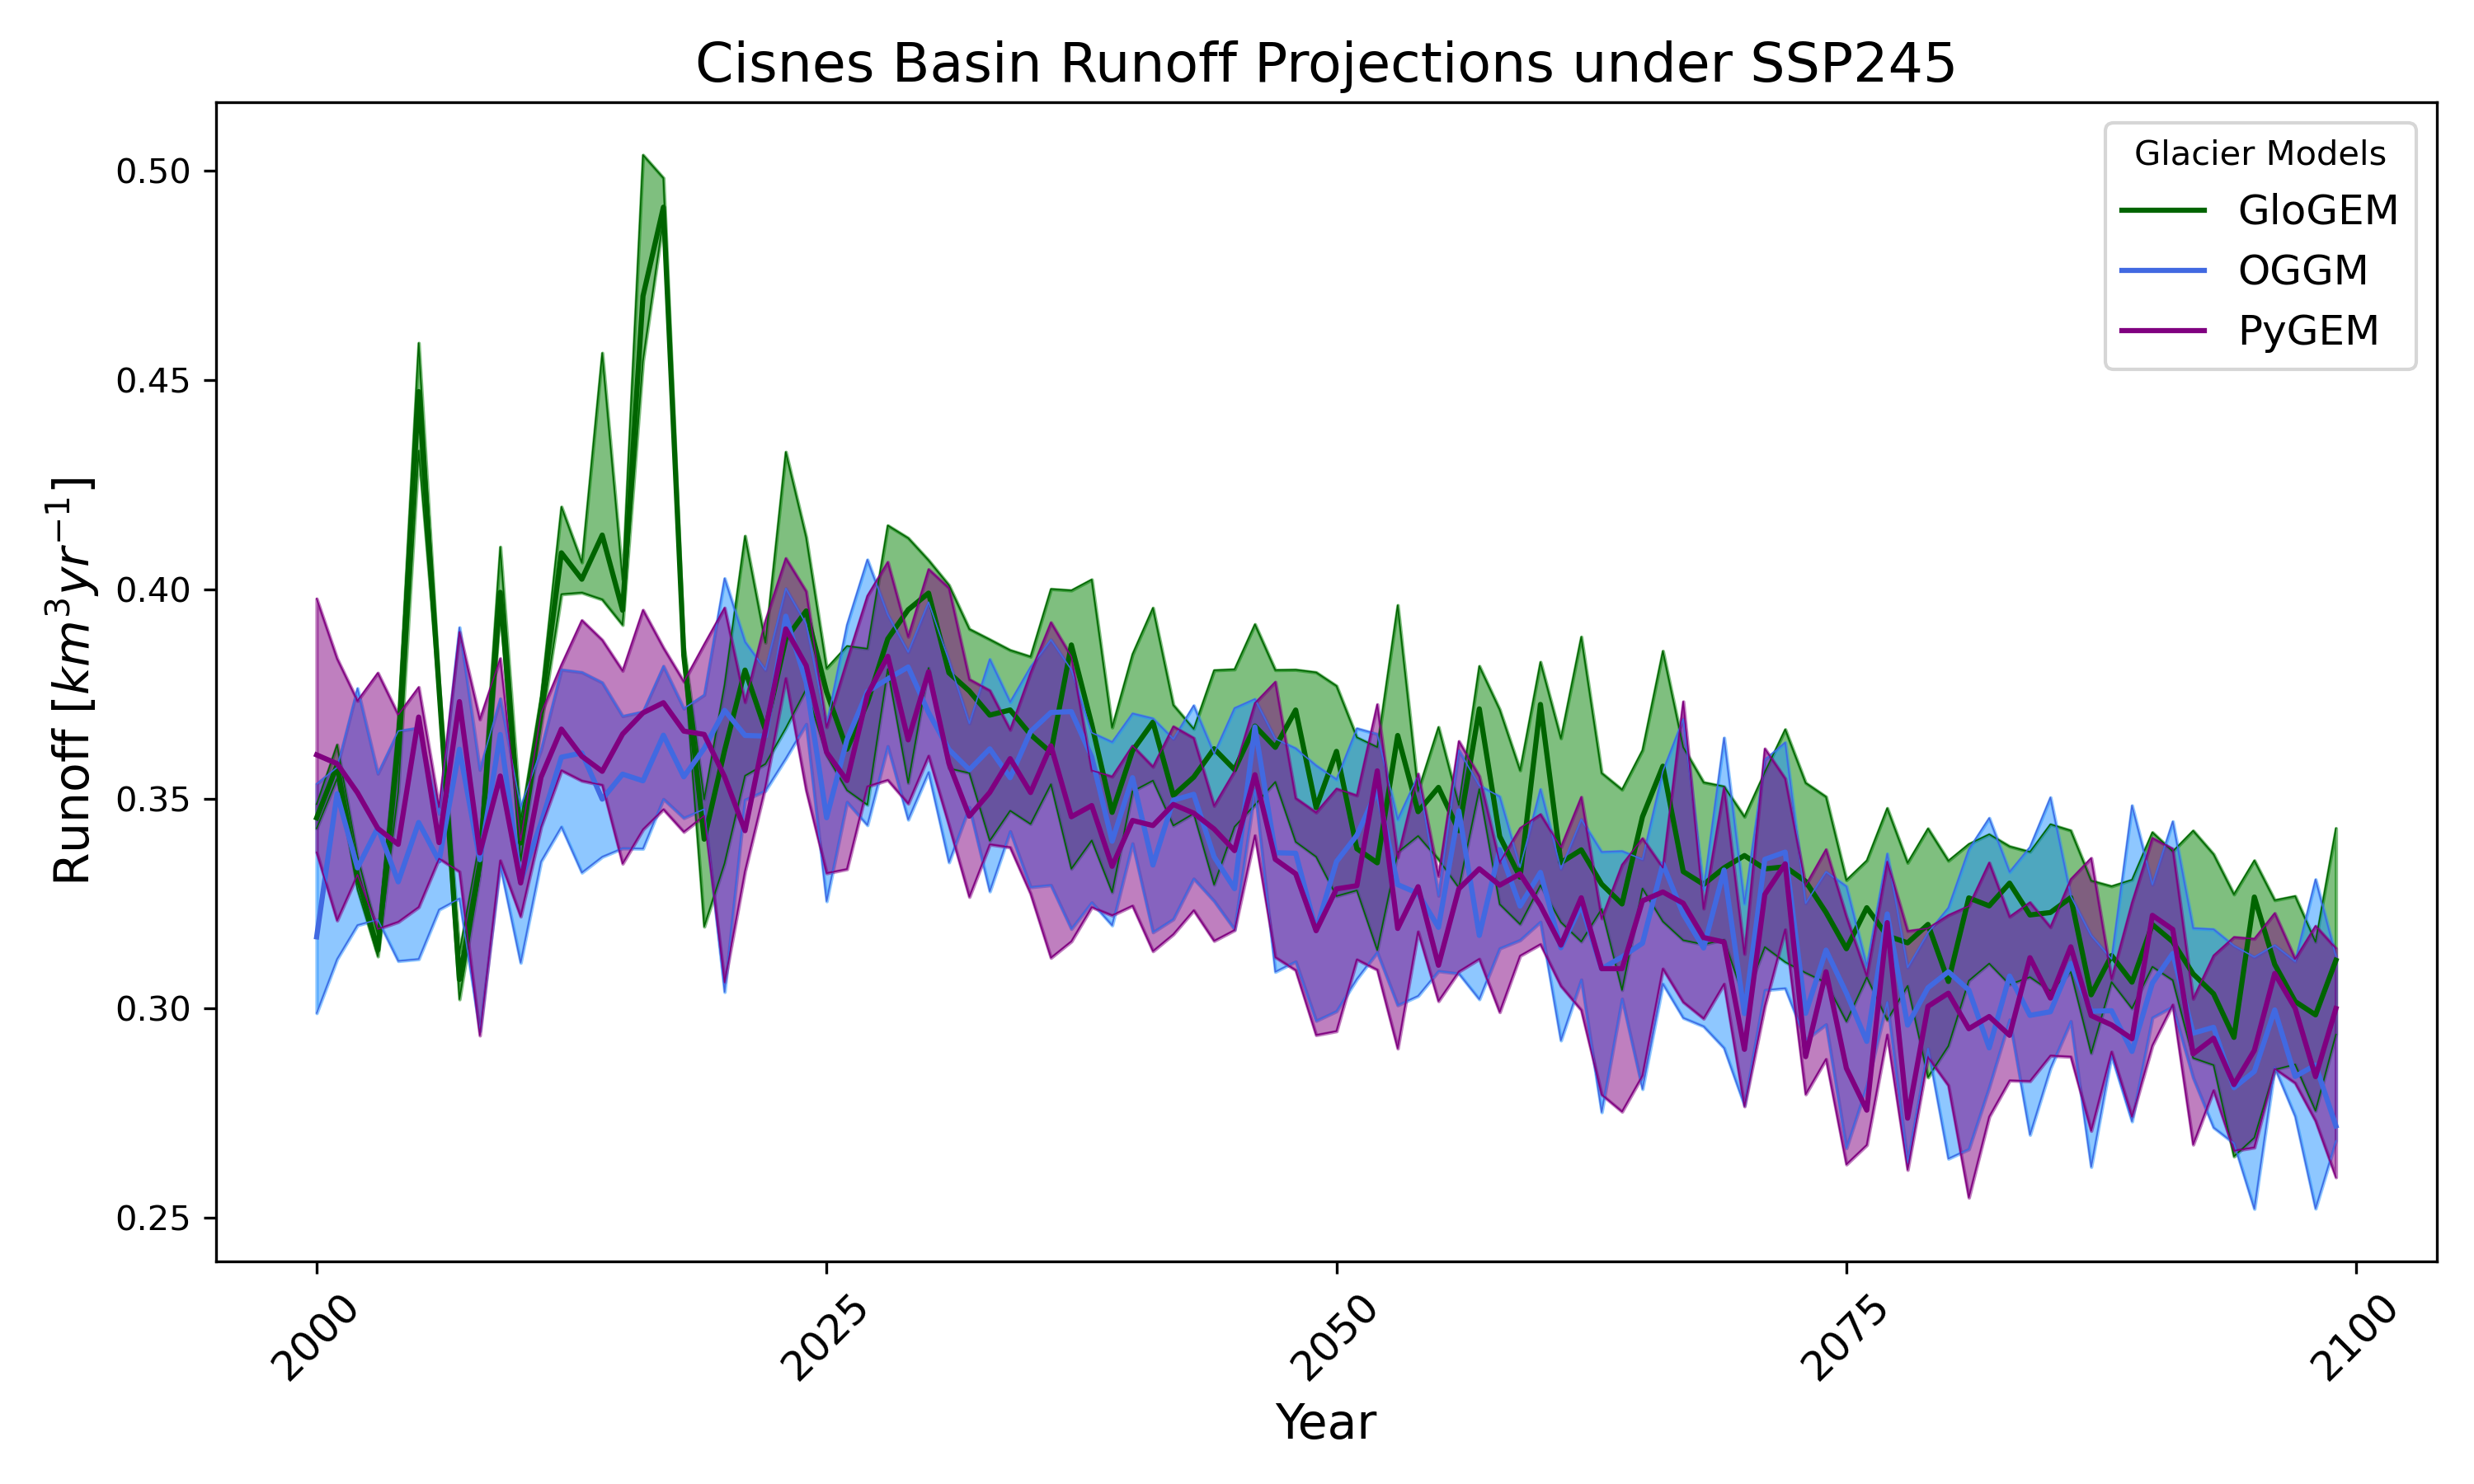 Cisnes Basin Runoff Projections under SSP245
Glacier Models
GloGEM
OGGM
PyGEM
Runoff [km³yr⁻¹]
0.50
0.45
0.40
0.35
0.30
0.25
2000
2025
2050
2075
2100
Year